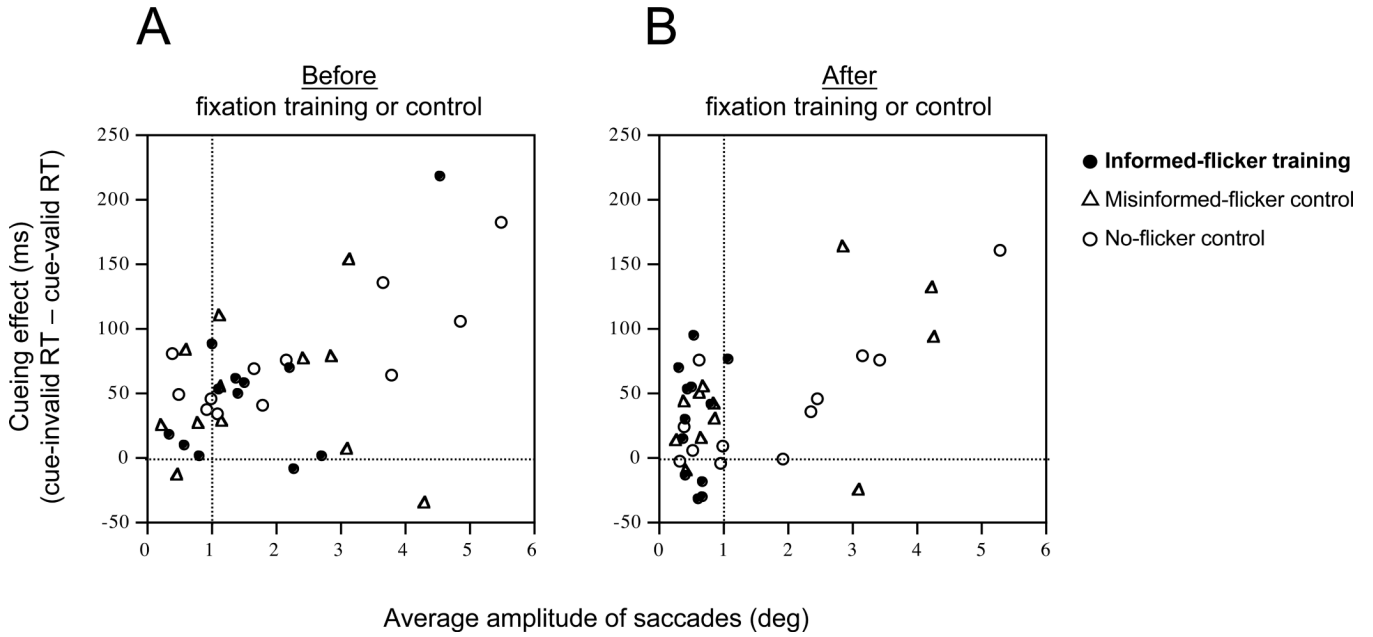 A
B
Before
fixation training or control
After
fixation training or control
Cueing effect (ms)
(cue-invalid RT – cue-valid RT)
250
200
150
100
50
0
-50
0 1 2 3 4 5 6
250
200
150
100
50
0
-50
0 1 2 3 4 5 6
Informed-flicker training
Misinformed-flicker control
No-flicker control
Average amplitude of saccades (deg)